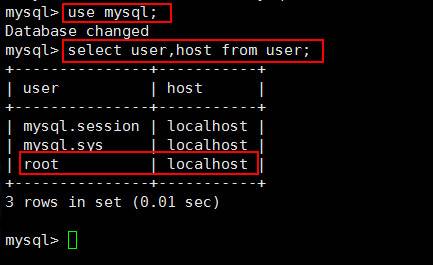 mysql> use mysql;
Database changed
mysql> select user,host from user;
+---------------+-----------+
| user          | host      |
+---------------+-----------+
| mysql.session | localhost |
| mysql.sys     | localhost |
| root          | localhost |
+---------------+-----------+
3 rows in set (0.01 sec)
mysql>